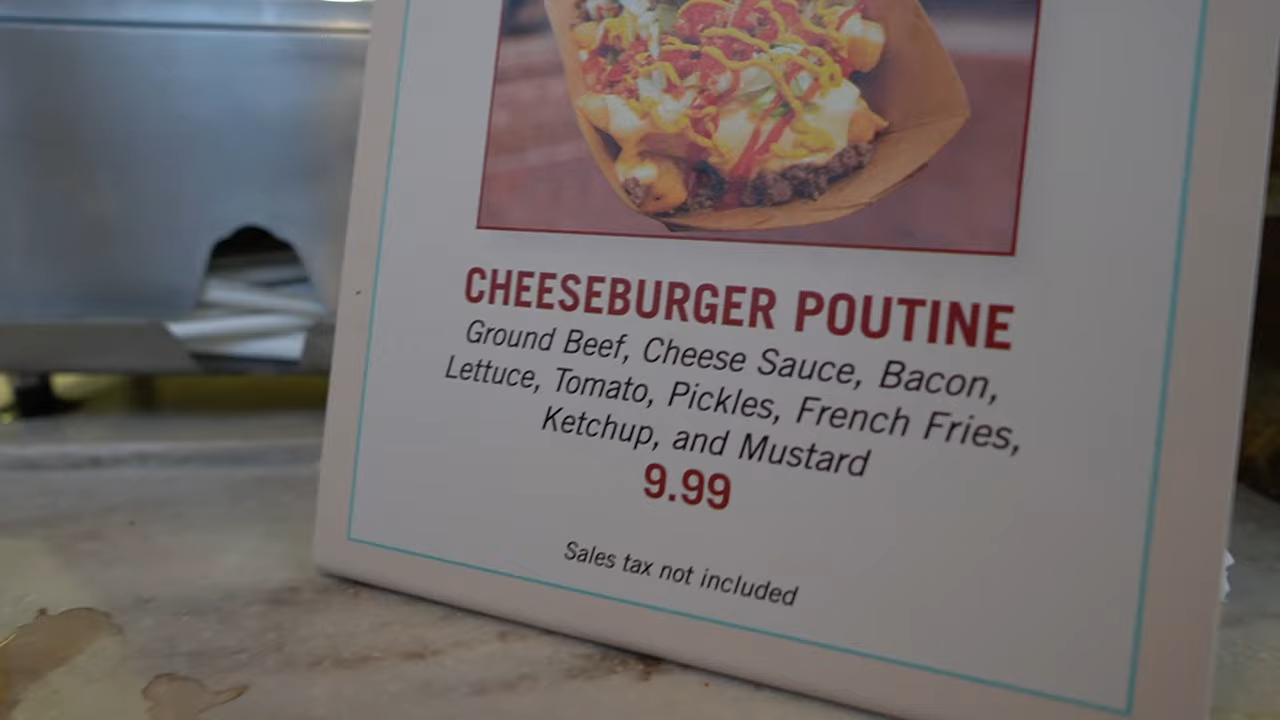 CHEESEBURGER POUTINE
Ground Beef, Cheese Sauce, Bacon,
Lettuce, Tomato, Pickles, French Fries,
Ketchup, and Mustard
9.99
Sales tax not included